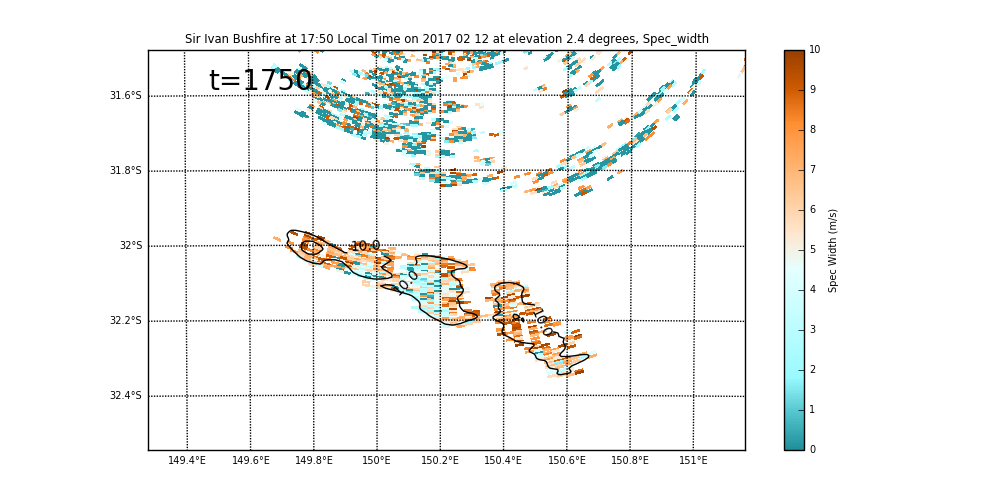 Sir Ivan Bushfire at 17:50 Local Time on 2017 02 12 at elevation 2.4 degrees, Spec_width
t=1750
31.6°S
31.8°S
32°S
32.2°S
32.4°S
149.4°E
149.6°E
149.8°E
150°E
150.2°E
150.4°E
150.6°E
150.8°E
151°E
10.0
10
9
8
7
6
5
4
3
2
1
0
Spec Width (m/s)